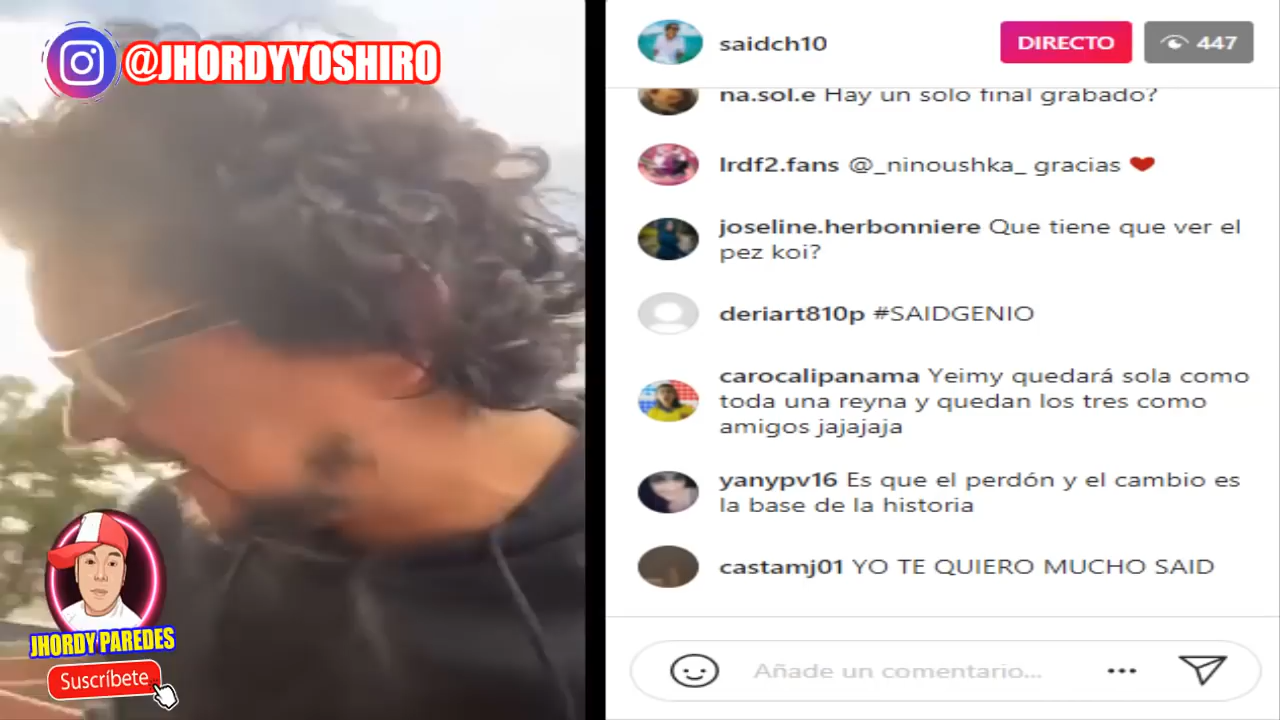 @JHORDYYOSHIRO
JHORDY PAREDES
Suscríbete
saidch10
DIRECTO
447
na.sol.e Hay un solo final grabado?
lrdf2.fans @_ninoushka_ gracias ❤
joseline.herbonniere Que tiene que ver el
pez koi?
deriart810p #SAIDGENIO
carocalipanama Yeimy quedará sola como
toda una reyna y quedan los tres como
amigos jajajaja
yanypv16 Es que el perdón y el cambio es
la base de la historia
castamj01 YO TE QUIERO MUCHO SAID
Añade un comentario...